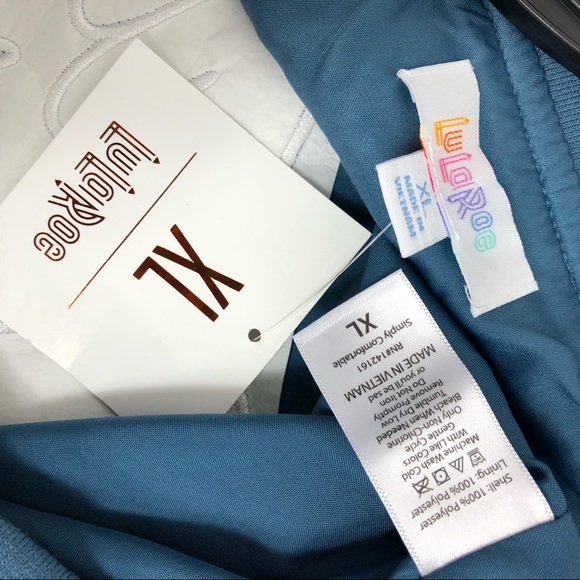 LuLaRoe
XL
LuLaRoe
XL
MADE IN
VIETNAM
XL
Simply Comfortable
RN#142161
MADE IN VIETNAM
or you'll be sad
Do Not Iron
Remove Promptly
Tumble Dry Low
Bleach When Needed
Only Non-Chlorine
Gentle Cycle
With Like Colors
Machine Wash Cold
Lining: 100% Polyester
Shell: 100% Polyester